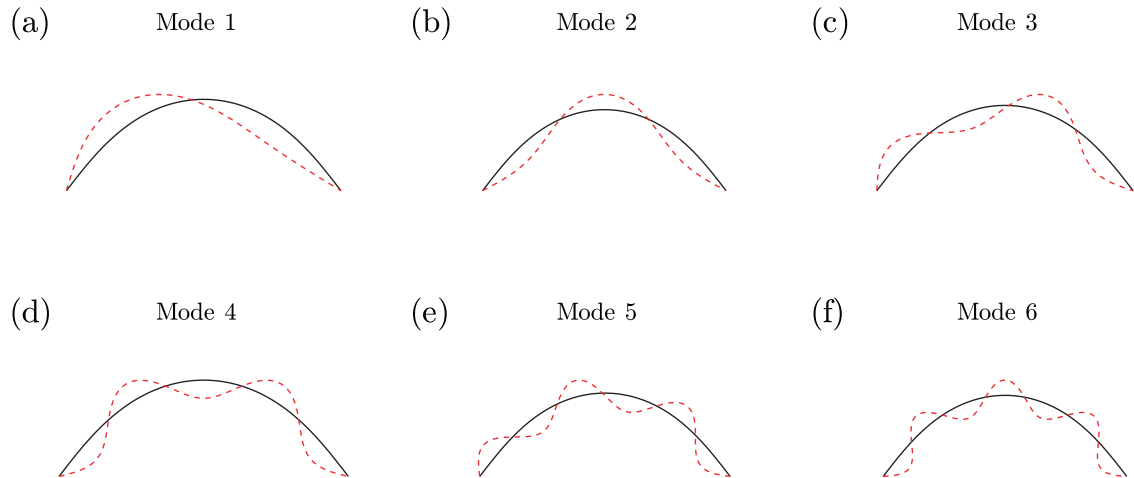 (a) Mode 1
(b) Mode 2
(c) Mode 3
(d) Mode 4
(e) Mode 5
(f) Mode 6